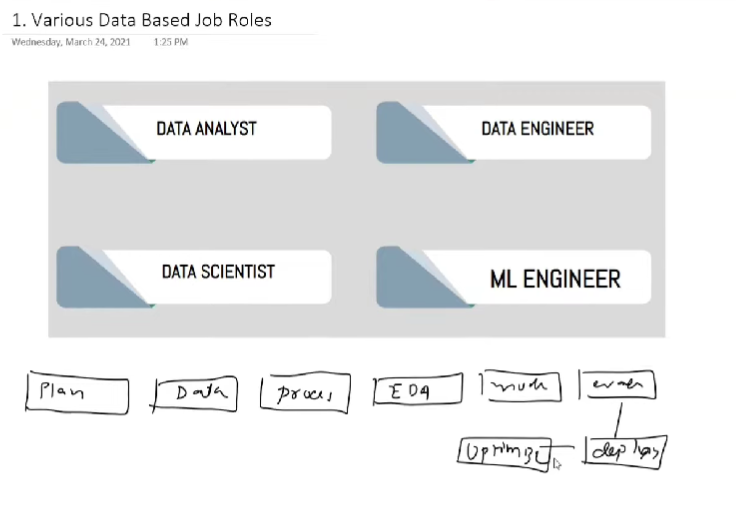 1. Various Data Based Job Roles
Wednesday, March 24, 2021 1:25 PM
DATA ANALYST
DATA ENGINEER
DATA SCIENTIST
ML ENGINEER
Plan
Data
Proces
EDA